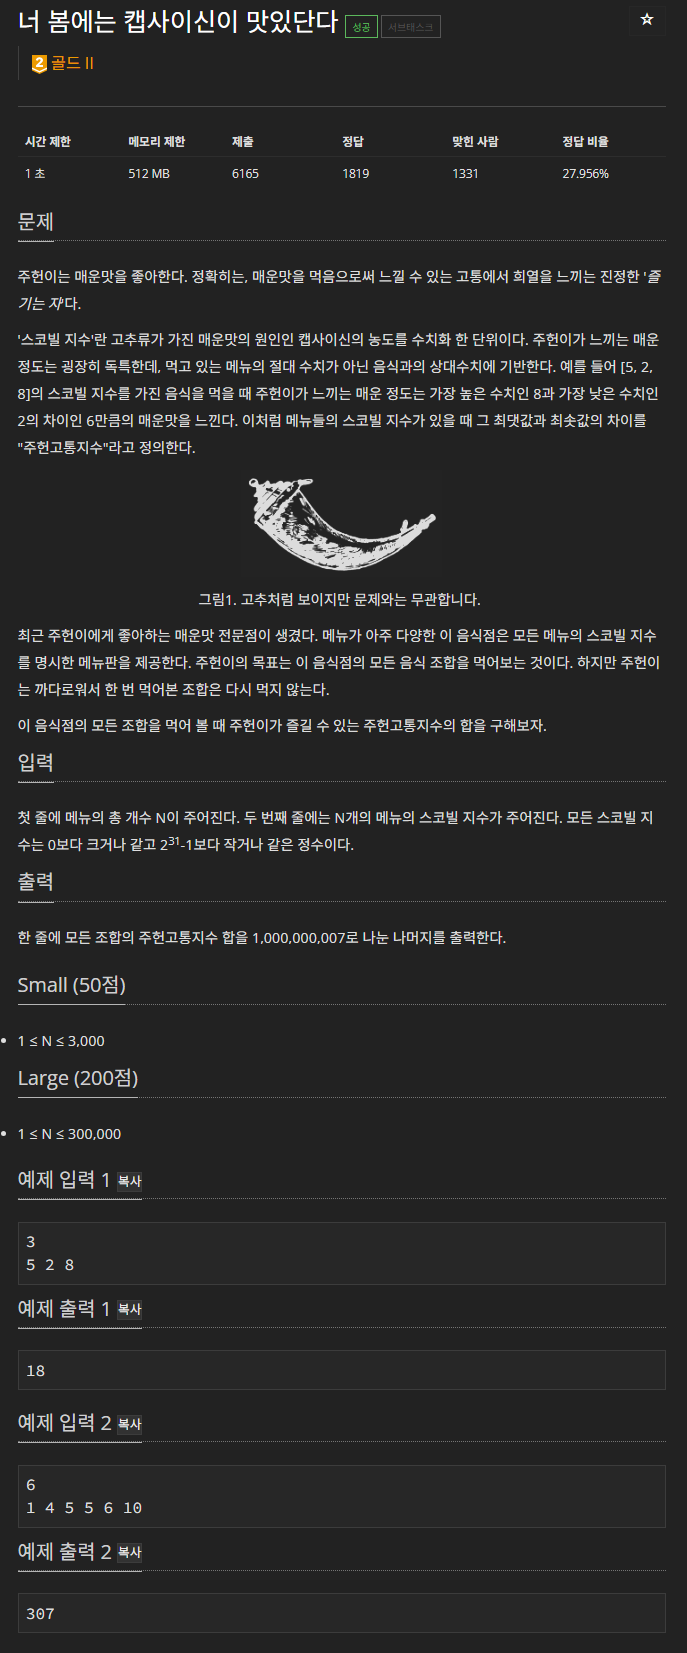 너 봄에는 캡사이신이 맛있단다 성공 서브태스크
☆
2 골드 II
시간 제한 메모리 제한 제출 정답 맞힌 사람 정답 비율
1 초 512 MB 6165 1819 1331 27.956%
문제
주헌이는 매운맛을 좋아한다. 정확히는, 매운맛을 먹음으로써 느낄 수 있는 고통에서 희열을 느끼는 진정한 '즐
기는 자'다.
'스코빌 지수'란 고추류가 가진 매운맛의 원인인 캡사이신의 농도를 수치화 한 단위이다. 주헌이가 느끼는 매운
정도는 굉장히 독특한데, 먹고 있는 메뉴의 절대 수치가 아닌 음식과의 상대수치에 기반한다. 예를 들어 [5, 2,
8]의 스코빌 지수를 가진 음식을 먹을 때 주헌이가 느끼는 매운 정도는 가장 높은 수치인 8과 가장 낮은 수치인
2의 차이인 6만큼의 매운맛을 느낀다. 이처럼 메뉴들의 스코빌 지수가 있을 때 그 최댓값과 최솟값의 차이를
"주헌고통지수"라고 정의한다.
그림1. 고추처럼 보이지만 문제와는 무관합니다.
최근 주헌이에게 좋아하는 매운맛 전문점이 생겼다. 메뉴가 아주 다양한 이 음식점은 모든 메뉴의 스코빌 지수
를 명시한 메뉴판을 제공한다. 주헌이의 목표는 이 음식점의 모든 음식 조합을 먹어보는 것이다. 하지만 주헌이
는 까다로워서 한 번 먹어본 조합은 다시 먹지 않는다.
이 음식점의 모든 조합을 먹어 볼 때 주헌이가 즐길 수 있는 주헌고통지수의 합을 구해보자.
입력
첫 줄에 메뉴의 총 개수 N이 주어진다. 두 번째 줄에는 N개의 메뉴의 스코빌 지수가 주어진다. 모든 스코빌 지
수는 0보다 크거나 같고 2³¹-1보다 작거나 같은 정수이다.
출력
한 줄에 모든 조합의 주헌고통지수 합을 1,000,000,007로 나눈 나머지를 출력한다.
Small (50점)
• 1 ≤ N ≤ 3,000
Large (200점)
• 1 ≤ N ≤ 300,000
예제 입력 1 복사
3
5 2 8
예제 출력 1 복사
18
예제 입력 2 복사
6
1 4 5 5 6 10
예제 출력 2 복사
307